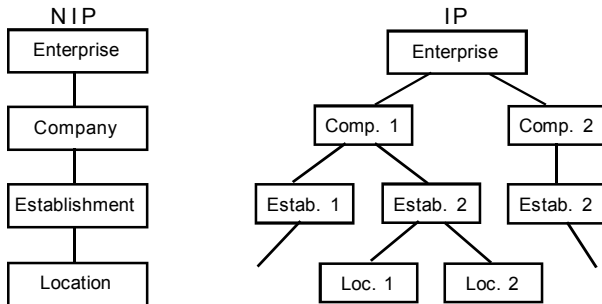 NIP
IP
Enterprise
Enterprise
Company
Comp. 1
Comp. 2
Establishment
Estab. 1
Estab. 2
Estab. 2
Location
Loc. 1
Loc. 2